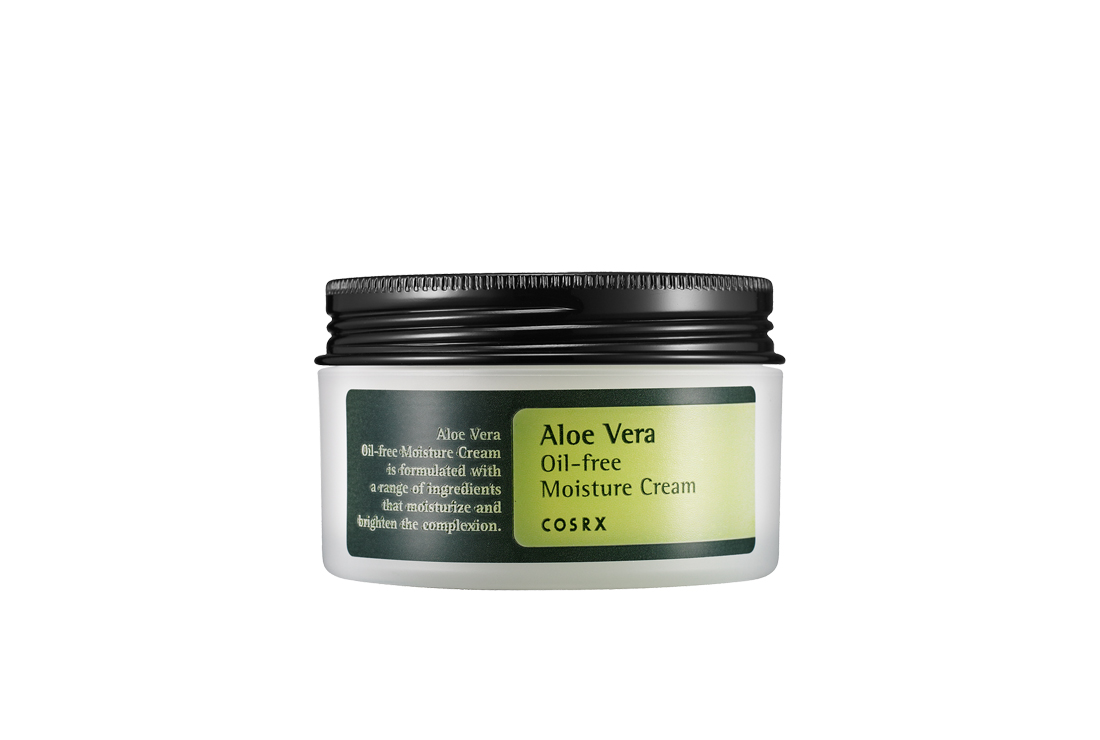 Aloe Vera
Oil-free Moisture Cream
is formulated with
a range of ingredients
that moisturize and
brighten the complexion.
Aloe Vera
Oil-free
Moisture Cream
COSRX